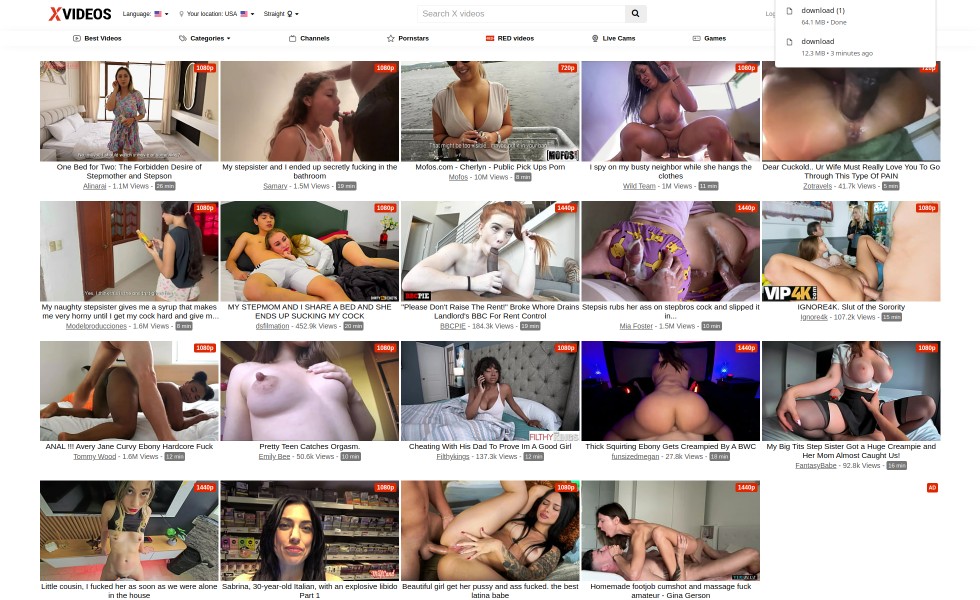 XVIDEOS Language: Your location: USA Straight Search X videos
download (1)
64.1 MB • Done
download
12.3 MB • 3 minutes ago
Best Videos Categories Channels Pornstars RED videos Live Cams Games
1080p 1080p 720p 1080p 720p
MOFOS
One Bed for Two: The Forbidden Desire of
Stepmother and Stepson
Alinarai - 1.1M Views - 26 min
My stepsister and I ended up secretly fucking in the
bathroom
Samary - 1.5M Views - 19 min
Mofos.com - Cherlyn - Public Pick Ups Porn
Mofos - 10M Views - 8 min
I spy on my busty neighbor while she hangs the
clothes
Wild Team - 1M Views - 11 min
Dear Cuckold.. Ur Wife Must Really Love You To Go
Through This Type Of PAIN
Zotravels - 41.7k Views - 5 min
1080p 1080p 1440p 1440p 1080p
BBCPIE
VIP4K
My naughty stepsister gives me a syrup that makes
me very horny until I get my cock hard and give m...
Modelproducciones - 1.6M Views - 8 min
MY STEPMOM AND I SHARE A BED AND SHE
ENDS UP SUCKING MY COCK
dsfilmation - 452.9k Views - 20 min
"Please Don't Raise The Rent!" Broke Whore Drains
Landlord's BBC For Rent Control
BBCPIE - 184.3k Views - 19 min
Stepsis rubs her ass on stepbros cock and slipped it
in...
Mia Foster - 1.5M Views - 10 min
IGNORE4K. Slut of the Sorority
Ignore4k - 107.2k Views - 15 min
1080p 1080p 1080p 1440p 1080p
FILTHY
ANAL !!! Avery Jane Curvy Ebony Hardcore Fuck
Tommy Wood - 1.6M Views - 12 min
Pretty Teen Catches Orgasm.
Emily Bee - 50.6k Views - 10 min
Cheating With His Dad To Prove Im A Good Girl
Filthykings - 137.3k Views - 12 min
Thick Squirting Ebony Gets Creampied By A BWC
funsizedmegan - 27.8k Views - 19 min
My Big Tits Step Sister Got a Huge Creampie and
Her Mom Almost Caught Us!
FantasyBabe - 92.8k Views - 16 min
1440p 1080p 1080p 1440p AD
Little cousin, I fucked her as soon as we were alone
in the house
Sabrina, 30-year-old Italian, with an explosive libido
Part 1
Beautiful girl get her pussy and ass fucked. the best
latina babe
Homemade footjob cumshot and massage fuck
amateur - Gina Gerson